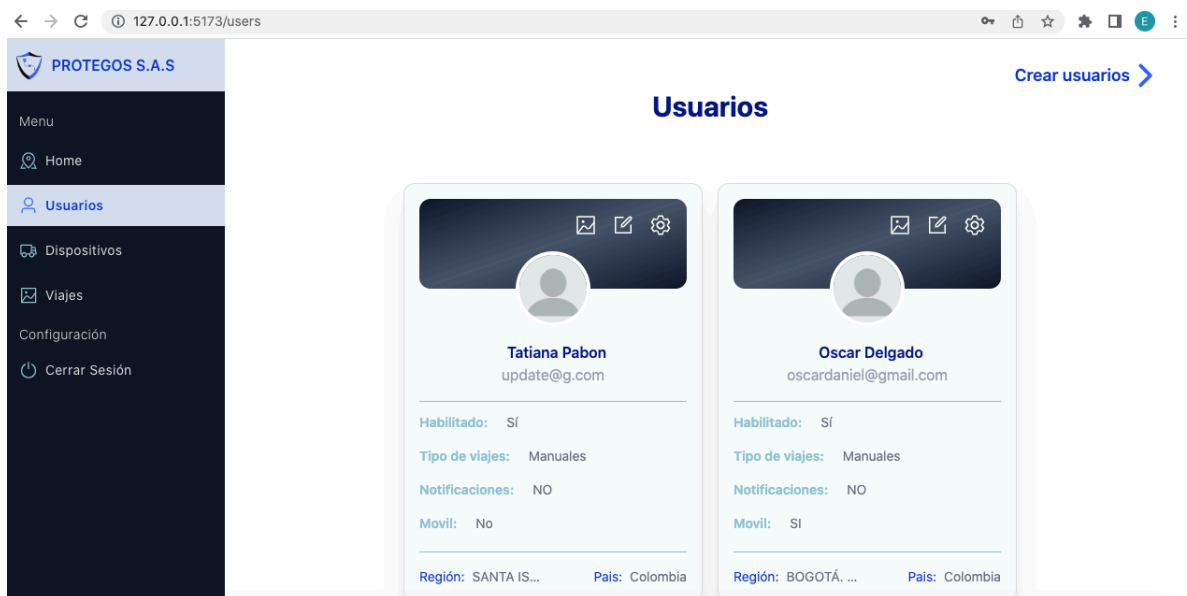 127.0.0.1:5173/users
E
PROTEGOS S.A.S
Menu
Home
Usuarios
Dispositivos
Viajes
Configuración
Cerrar Sesión
Crear usuarios
Usuarios
Tatiana Pabon
update@g.com
Habilitado: Sí
Tipo de viajes: Manuales
Notificaciones: NO
Movil: No
Región: SANTA IS... Pais: Colombia
Oscar Delgado
oscardaniel@gmail.com
Habilitado: Sí
Tipo de viajes: Manuales
Notificaciones: NO
Movil: SI
Región: BOGOTÁ. ... Pais: Colombia